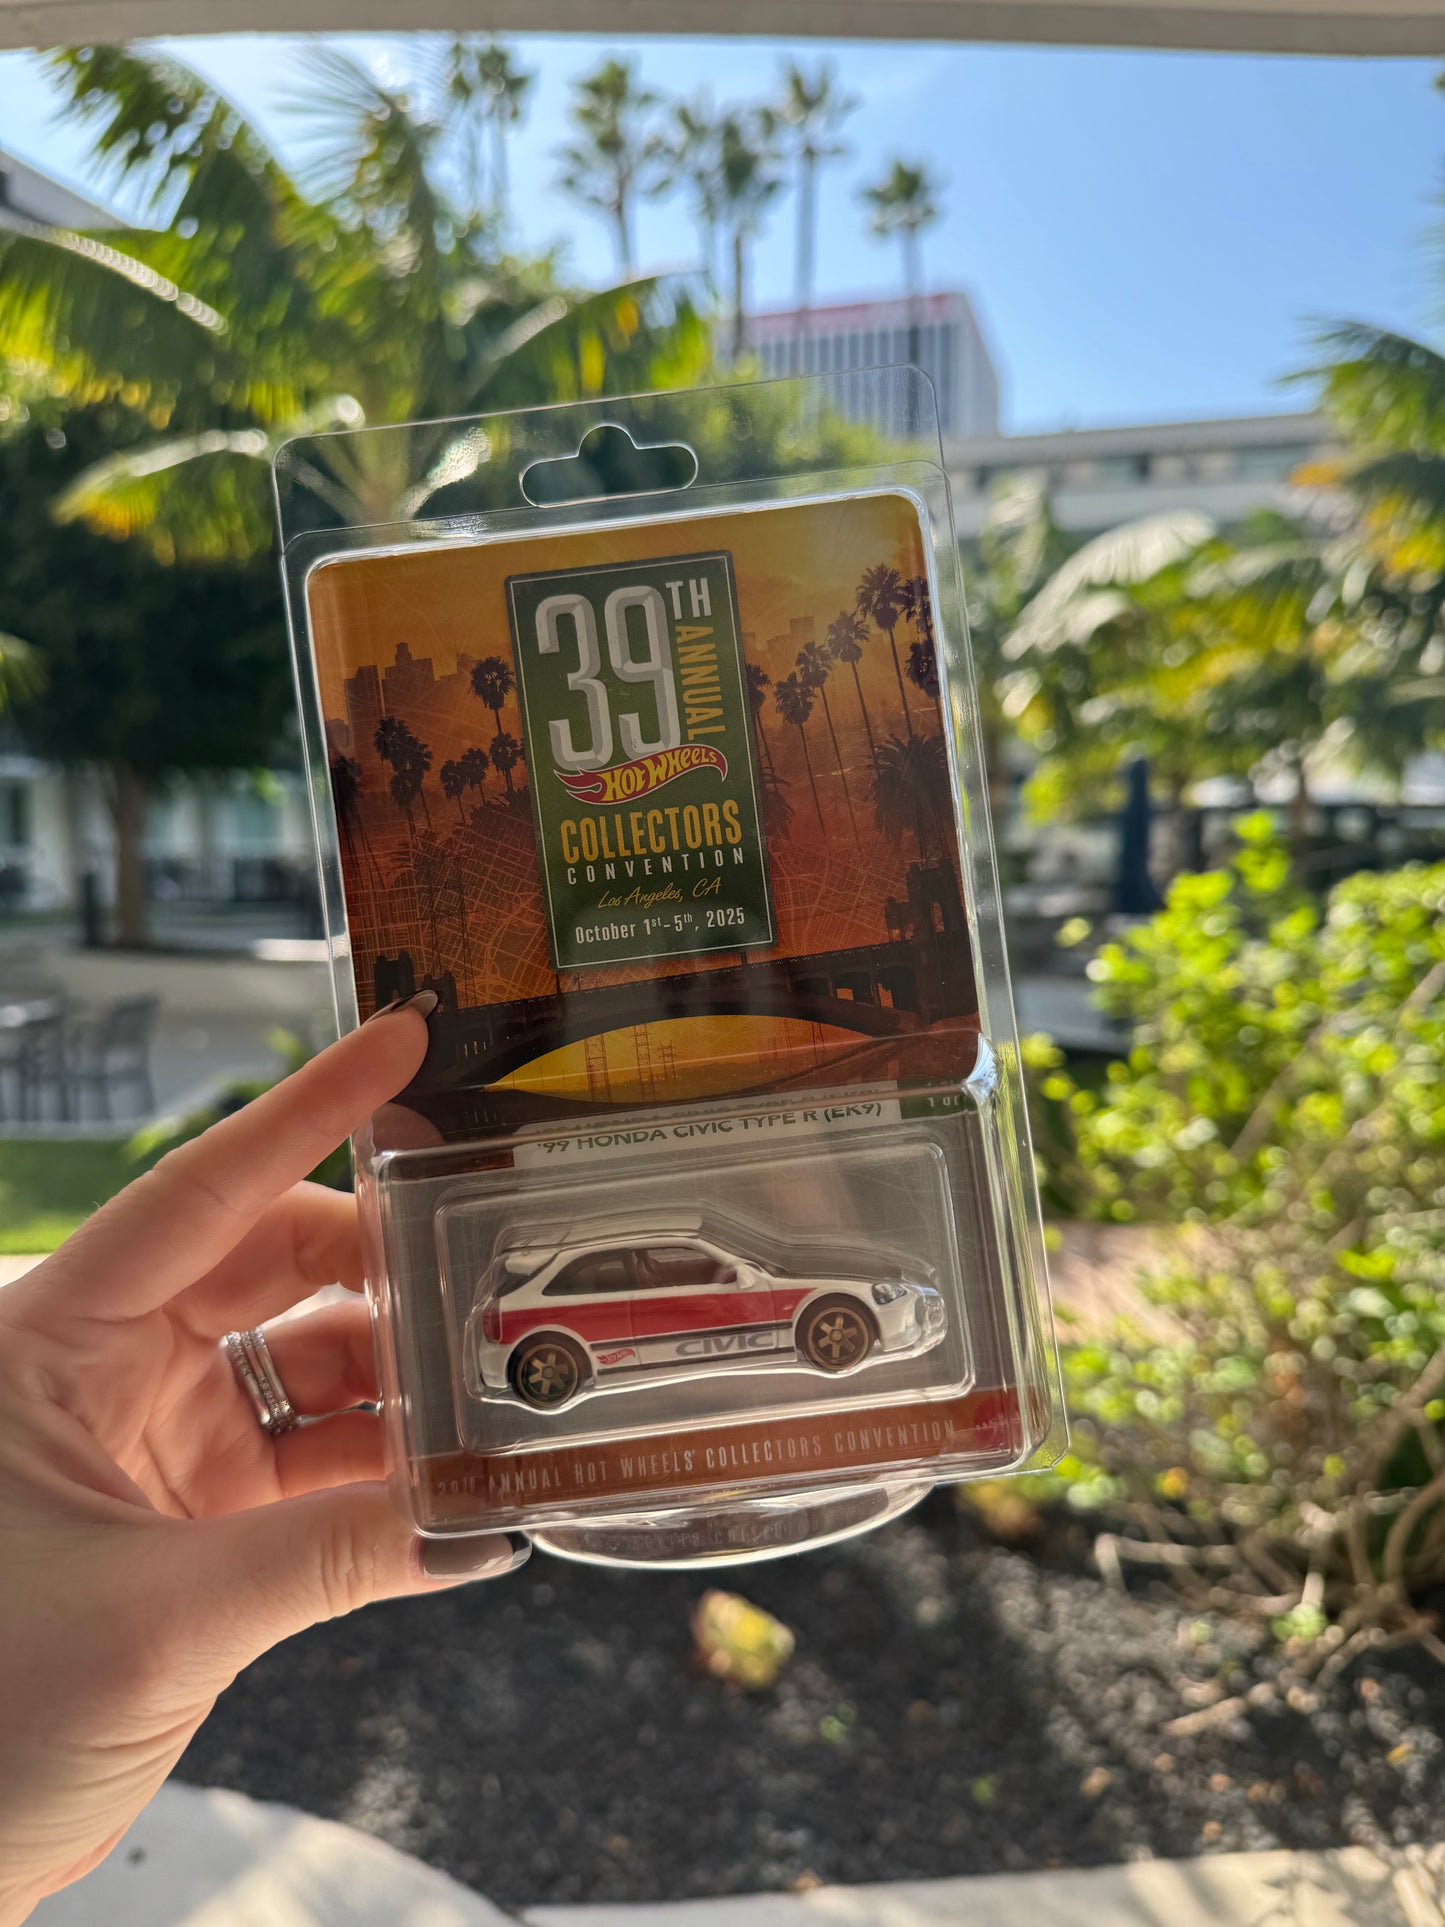 39TH
ANNUAL
HOT WHEELS
COLLECTORS
CONVENTION
Los Angeles, CA
October 1st-5th, 2025
'99 HONDA CIVIC TYPE R (EK9)
CIVIC
HOT WHEELS
39TH ANNUAL HOT WHEELS COLLECTORS CONVENTION